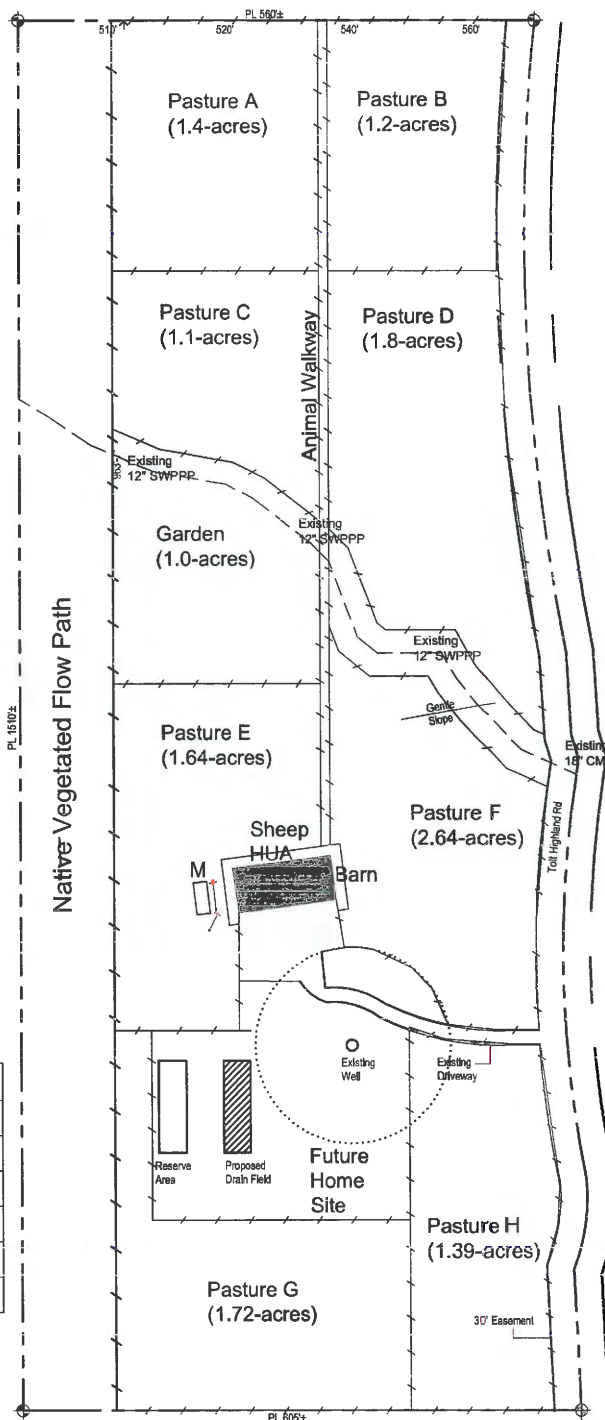 PL 560'±
510'
520'
540'
560'
Pasture A
(1.4-acres)
Pasture B
(1.2-acres)
Pasture C
(1.1-acres)
Pasture D
(1.8-acres)
Animal Walkway
Existing
12" SWPPP
963-
Garden
(1.0-acres)
Existing
12" SWPPP
Existing
12" SWPPP
Gentle
Slope
Existing
18" CM
PL 1510'±
Native Vegetated Flow Path
Pasture E
(1.64-acres)
Pasture F
(2.64-acres)
Tolt Highland Rd
Sheep
HUA
Barn
M
Existing
Well
Existing
Driveway
Reserve
Area
Proposed
Drain Field
Future
Home
Site
Pasture H
(1.39-acres)
Pasture G
(1.72-acres)
30' Easement
PL 605'±